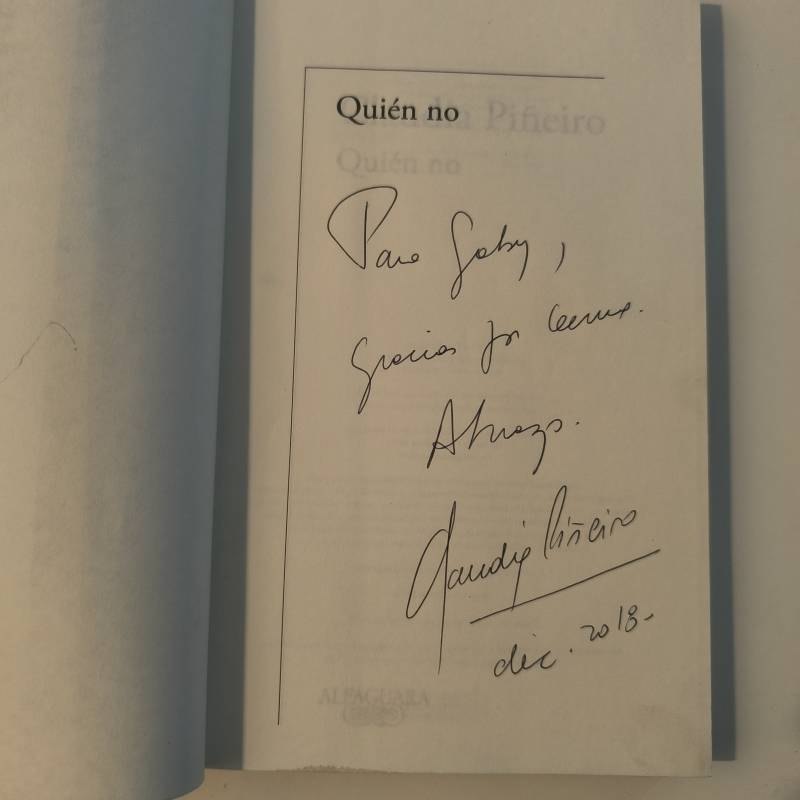 Quién no
Claudia Piñeiro
Quién no
Para Gaby,
Gracias por leerme.
Abrazo.
Claudia Piñeiro
dic. 2018-
ALFAGUARA